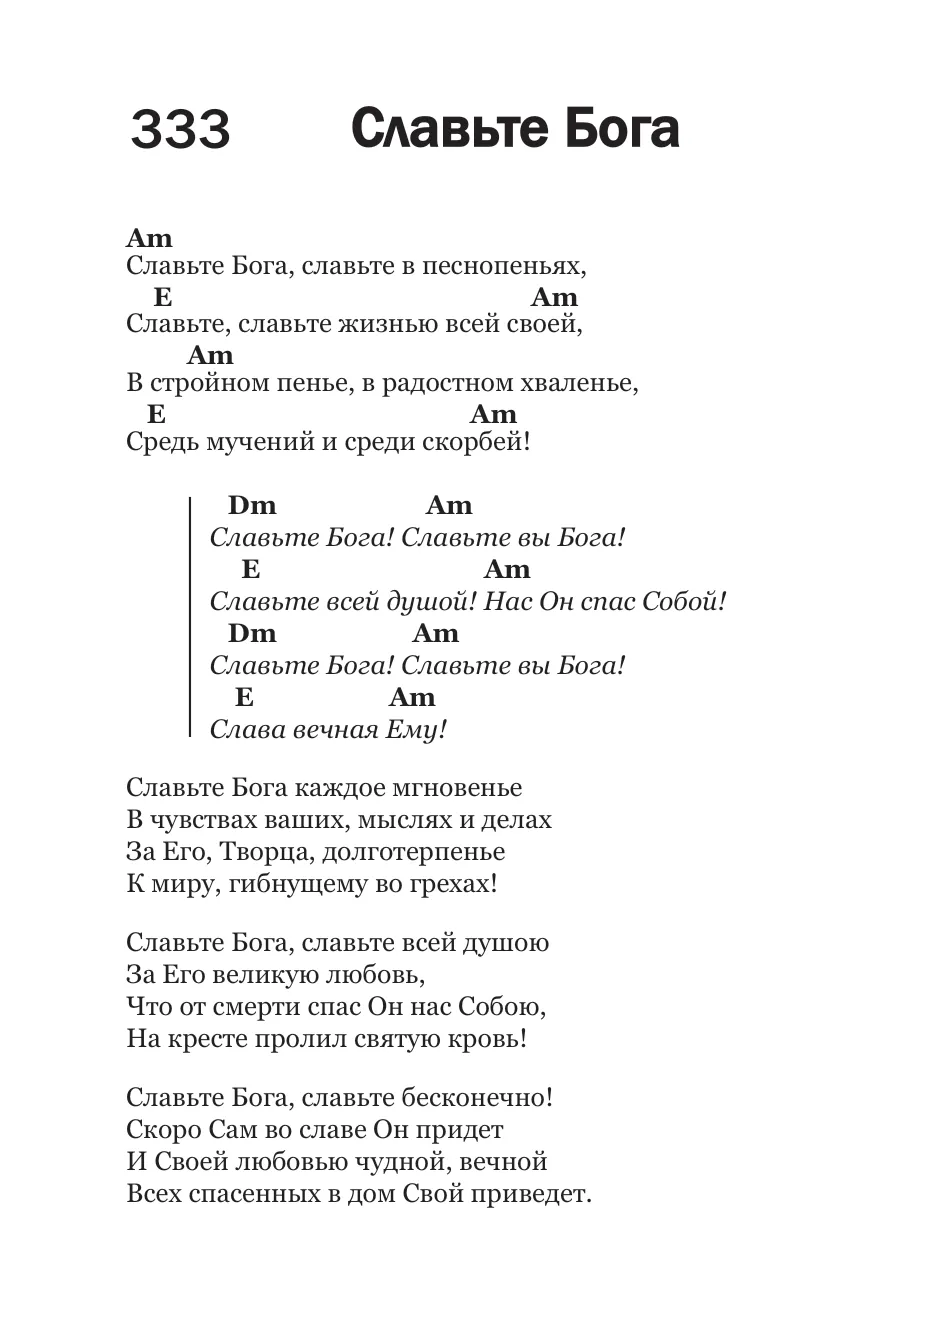 333 Славьте Бога
Am
Славьте Бога, славьте в песнопеньях,
E Am
Славьте, славьте жизнью всей своей,
Am
В стройном пенье, в радостном хваленье,
E Am
Средь мучений и среди скорбей!
Dm Am
Славьте Бога! Славьте вы Бога!
E Am
Славьте всей душой! Нас Он спас Собой!
Dm Am
Славьте Бога! Славьте вы Бога!
E Am
Слава вечная Ему!
Славьте Бога каждое мгновенье
В чувствах ваших, мыслях и делах
За Его, Творца, долготерпенье
К миру, гибнущему во грехах!
Славьте Бога, славьте всей душою
За Его великую любовь,
Что от смерти спас Он нас Собою,
На кресте пролил святую кровь!
Славьте Бога, славьте бесконечно!
Скоро Сам во славе Он придет
И Своей любовью чудной, вечной
Всех спасенных в дом Свой приведет.